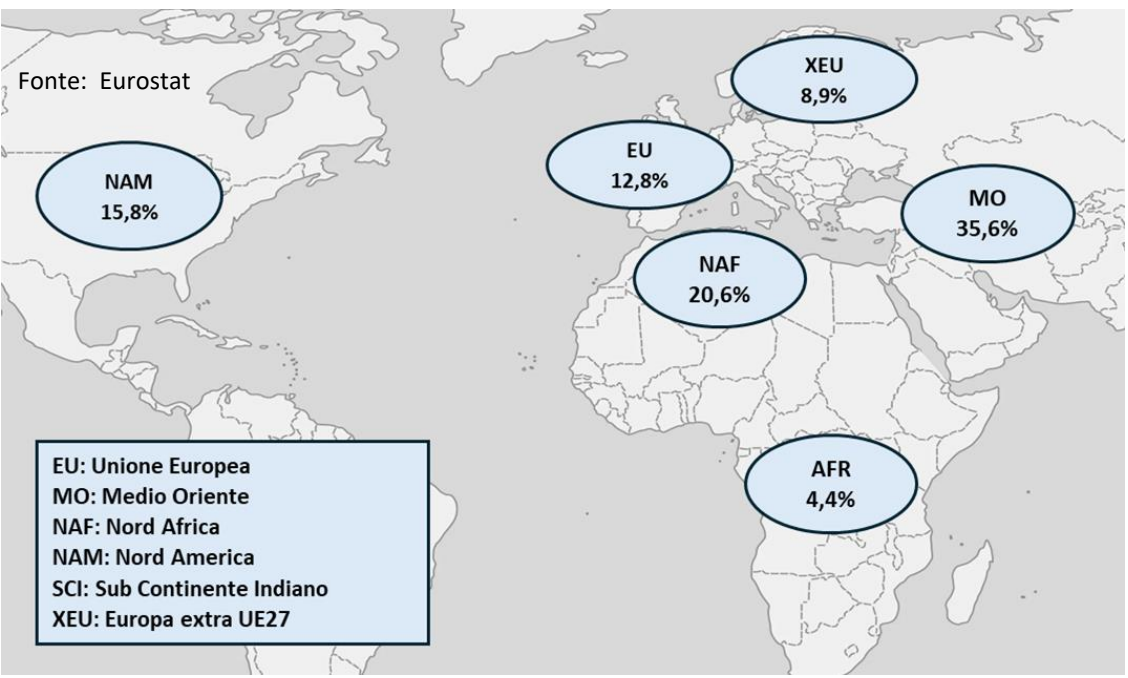 Fonte: Eurostat
XEU
8,9%
EU
12,8%
NAM
15,8%
MO
35,6%
NAF
20,6%
AFR
4,4%
EU: Unione Europea
MO: Medio Oriente
NAF: Nord Africa
NAM: Nord America
SCI: Sub Continente Indiano
XEU: Europa extra UE27